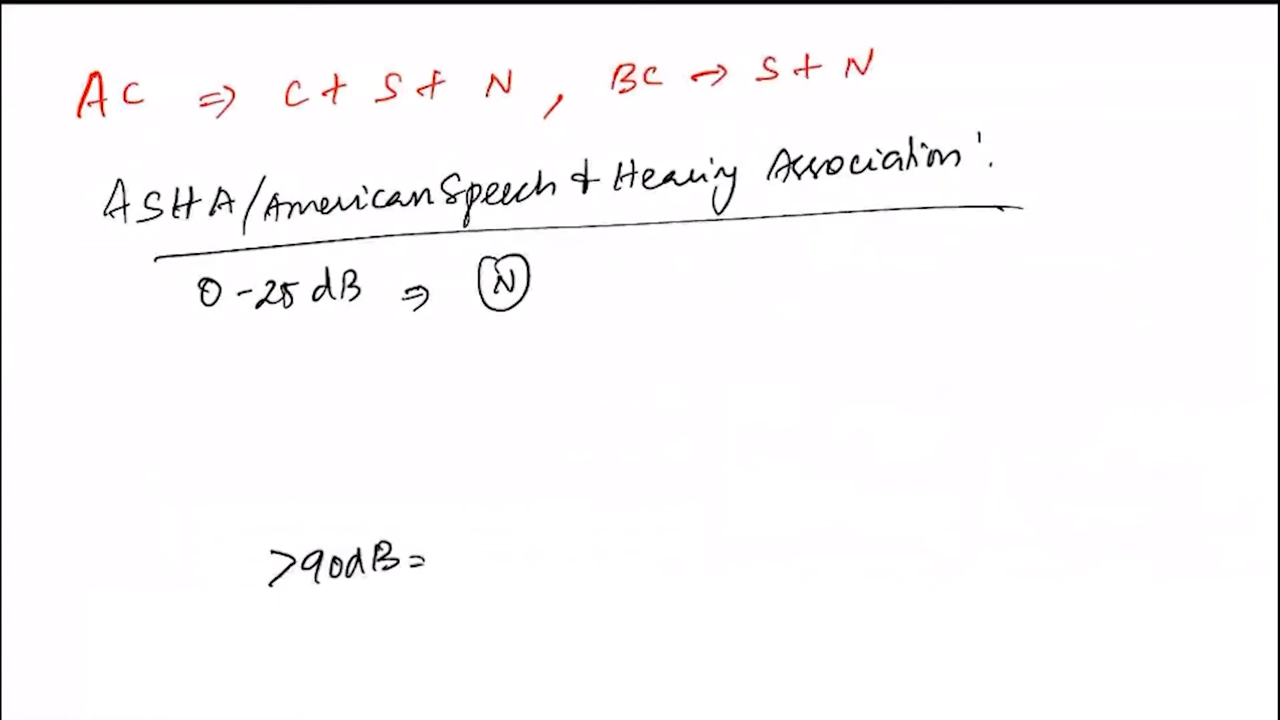 AC ⇒ C + S + N , BC → S + N
ASHA/American Speech + Hearing Association'.
0-25 dB ⇒ N
>90dB =